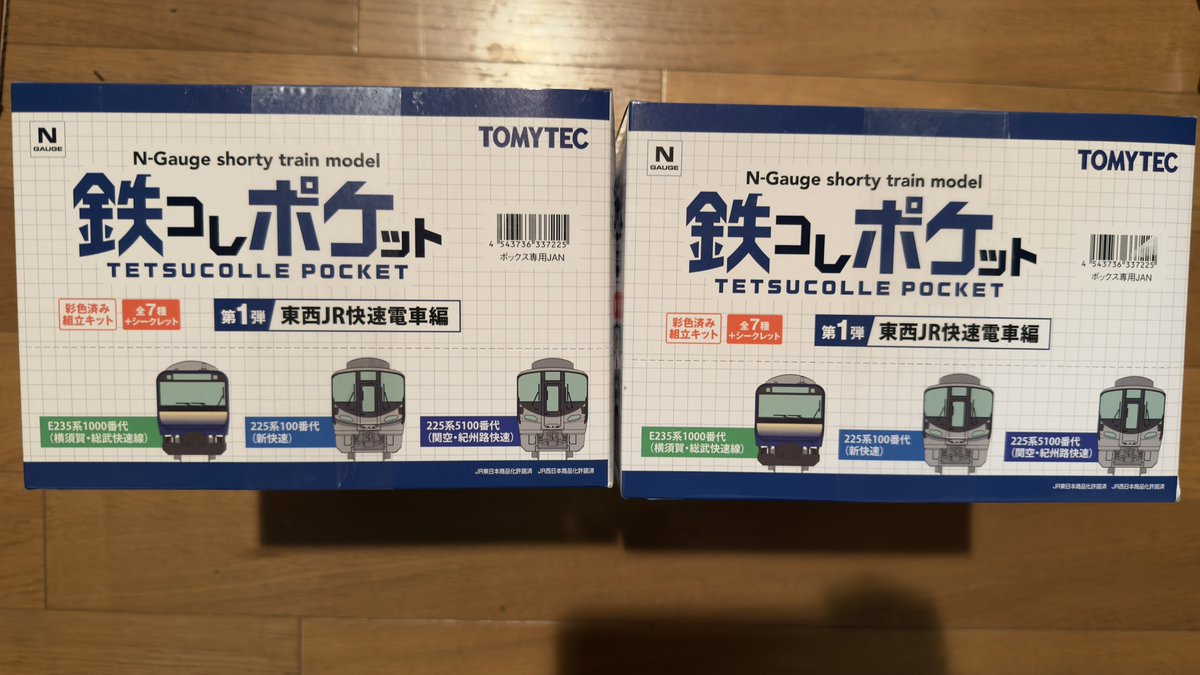 N
GAUGE
TOMYTEC
N-Gauge shorty train model
鉄コレポケット
TETSUCOLLE POCKET
4 543736 337225
ボックス専用JAN
彩色済み
組立キット
全7種
+シークレット
第1弾 東西JR快速電車編
E235系1000番代
(横須賀・総武快速線)
225系100番代
(新快速)
225系5100番代
(関空・紀州路快速)
JR東日本商品化許諾済 JR西日本商品化許諾済
N
GAUGE
TOMYTEC
N-Gauge shorty train model
鉄コレポケット
TETSUCOLLE POCKET
4 543736 337225
ボックス専用JAN
彩色済み
組立キット
全7種
+シークレット
第1弾 東西JR快速電車編
E235系1000番代
(横須賀・総武快速線)
225系100番代
(新快速)
225系5100番代
(関空・紀州路快速)
JR東日本商品化許諾済 JR西日本商品化許諾済